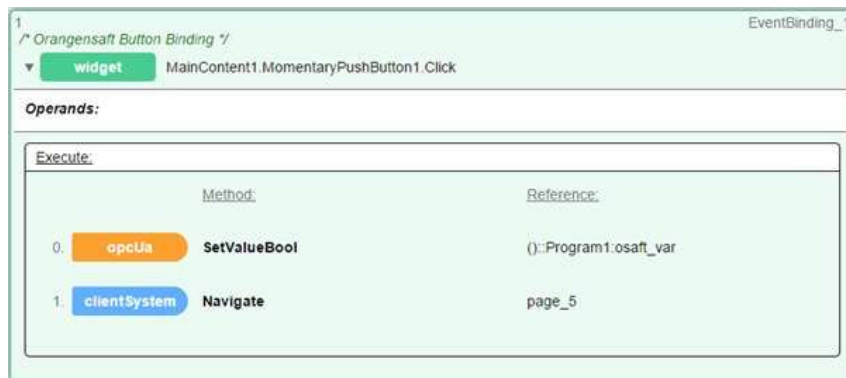 1 EventBinding_1
/* Orangensaft Button Binding */
widget MainContent1.MomentaryPushButton1.Click
Operands:
Execute:
Method: Reference:
0. opcUa SetValueBool ()::Program1:osaft_var
1. clientSystem Navigate page_5